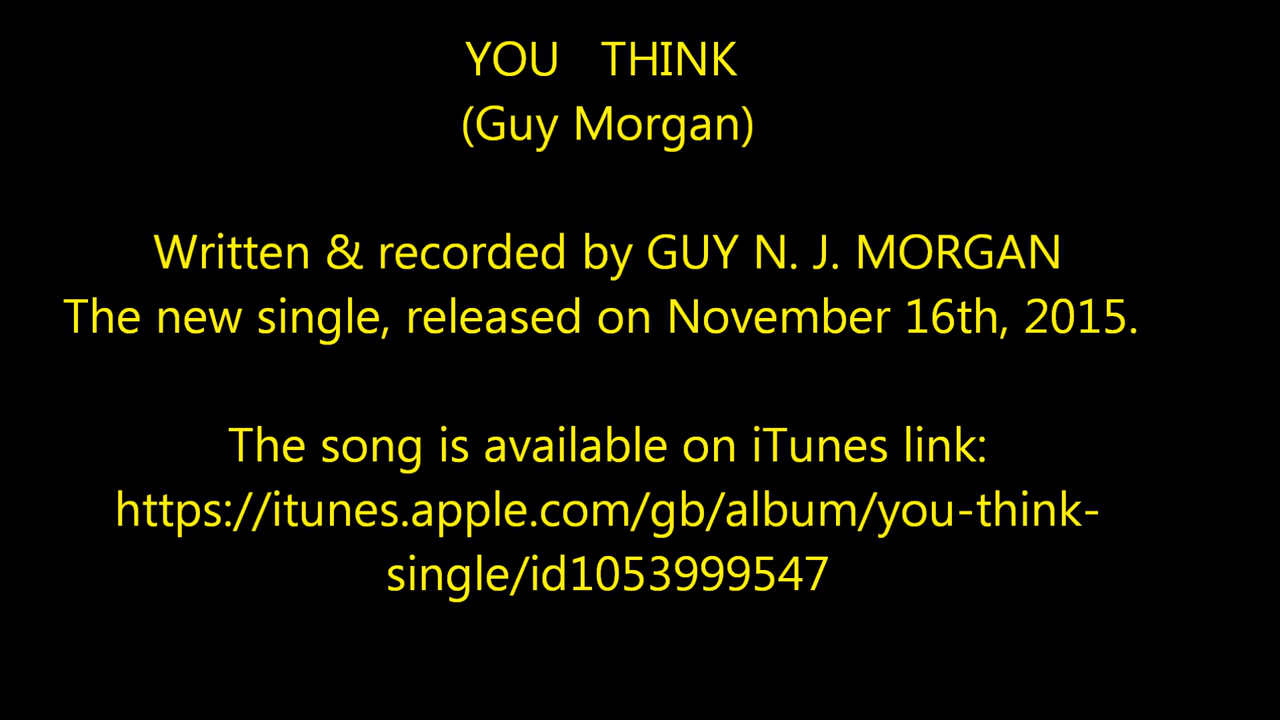 YOU THINK
(Guy Morgan)
Written & recorded by GUY N. J. MORGAN
The new single, released on November 16th, 2015.
The song is available on iTunes link:
https://itunes.apple.com/gb/album/you-think-
single/id1053999547